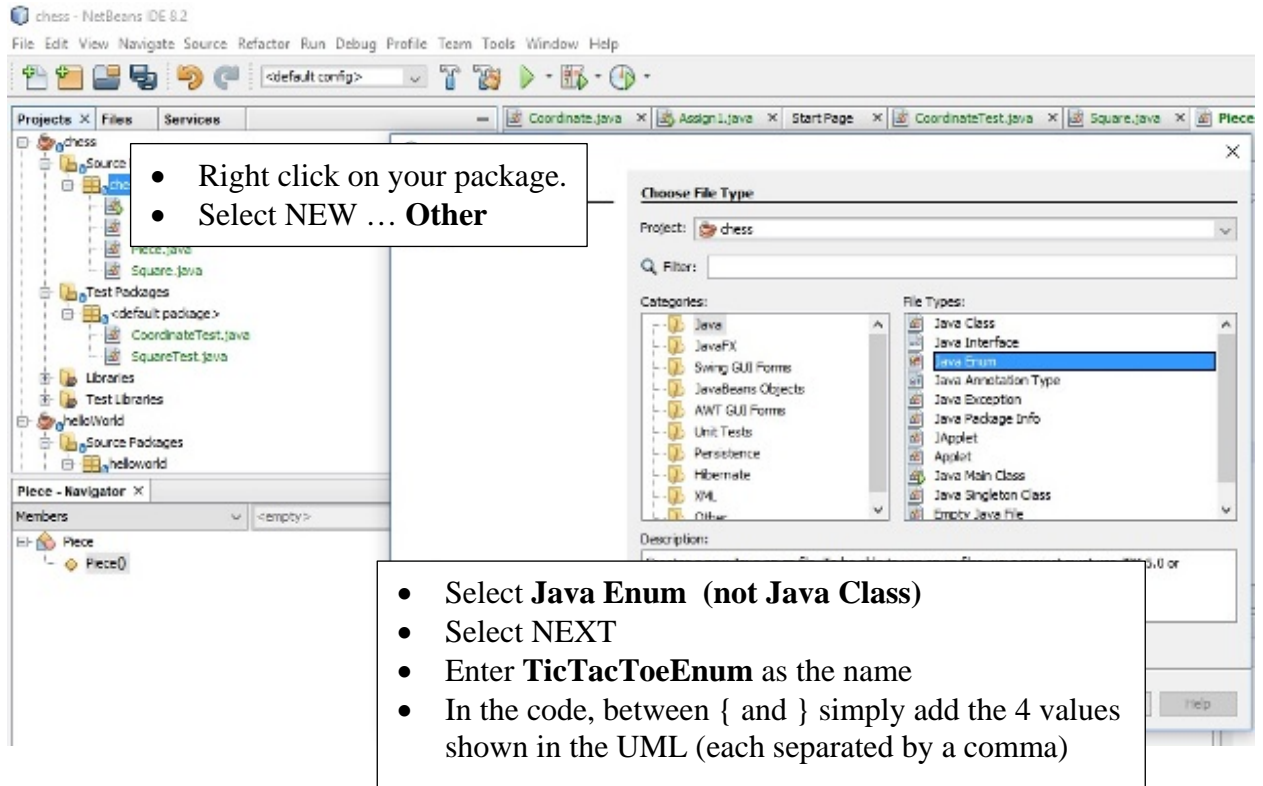 chess - NetBeans IDE 8.2
File Edit View Navigate Source Refactor Run Debug Profile Team Tools Window Help
<default config>
Projects × Files Services
Coordinate.java × Assign1.java × Start Page × CoordinateTest.java × Square.java × Piece
chess
Source
che
• Right click on your package.
• Select NEW … Other
Piece.java
Square.java
Test Packages
<default package>
CoordinateTest.java
SquareTest.java
Libraries
Test Libraries
helloWorld
Source Packages
helloworld
Choose File Type
Project: chess
Filter:
Categories:
Java
JavaFX
Swing GUI Forms
JavaBeans Objects
AWT GUI Forms
Unit Tests
Persistence
Hibernate
XML
Other
File Types:
Java Class
Java Interface
Java Enum
Java Annotation Type
Java Exception
Java Package Info
JApplet
Applet
Java Main Class
Java Singleton Class
Empty Java File
Piece - Navigator ×
Members
<empty>
Piece
Piece()
Description:
5.0 or
• Select Java Enum (not Java Class)
• Select NEXT
• Enter TicTacToeEnum as the name
• In the code, between { and } simply add the 4 values
shown in the UML (each separated by a comma)
Help